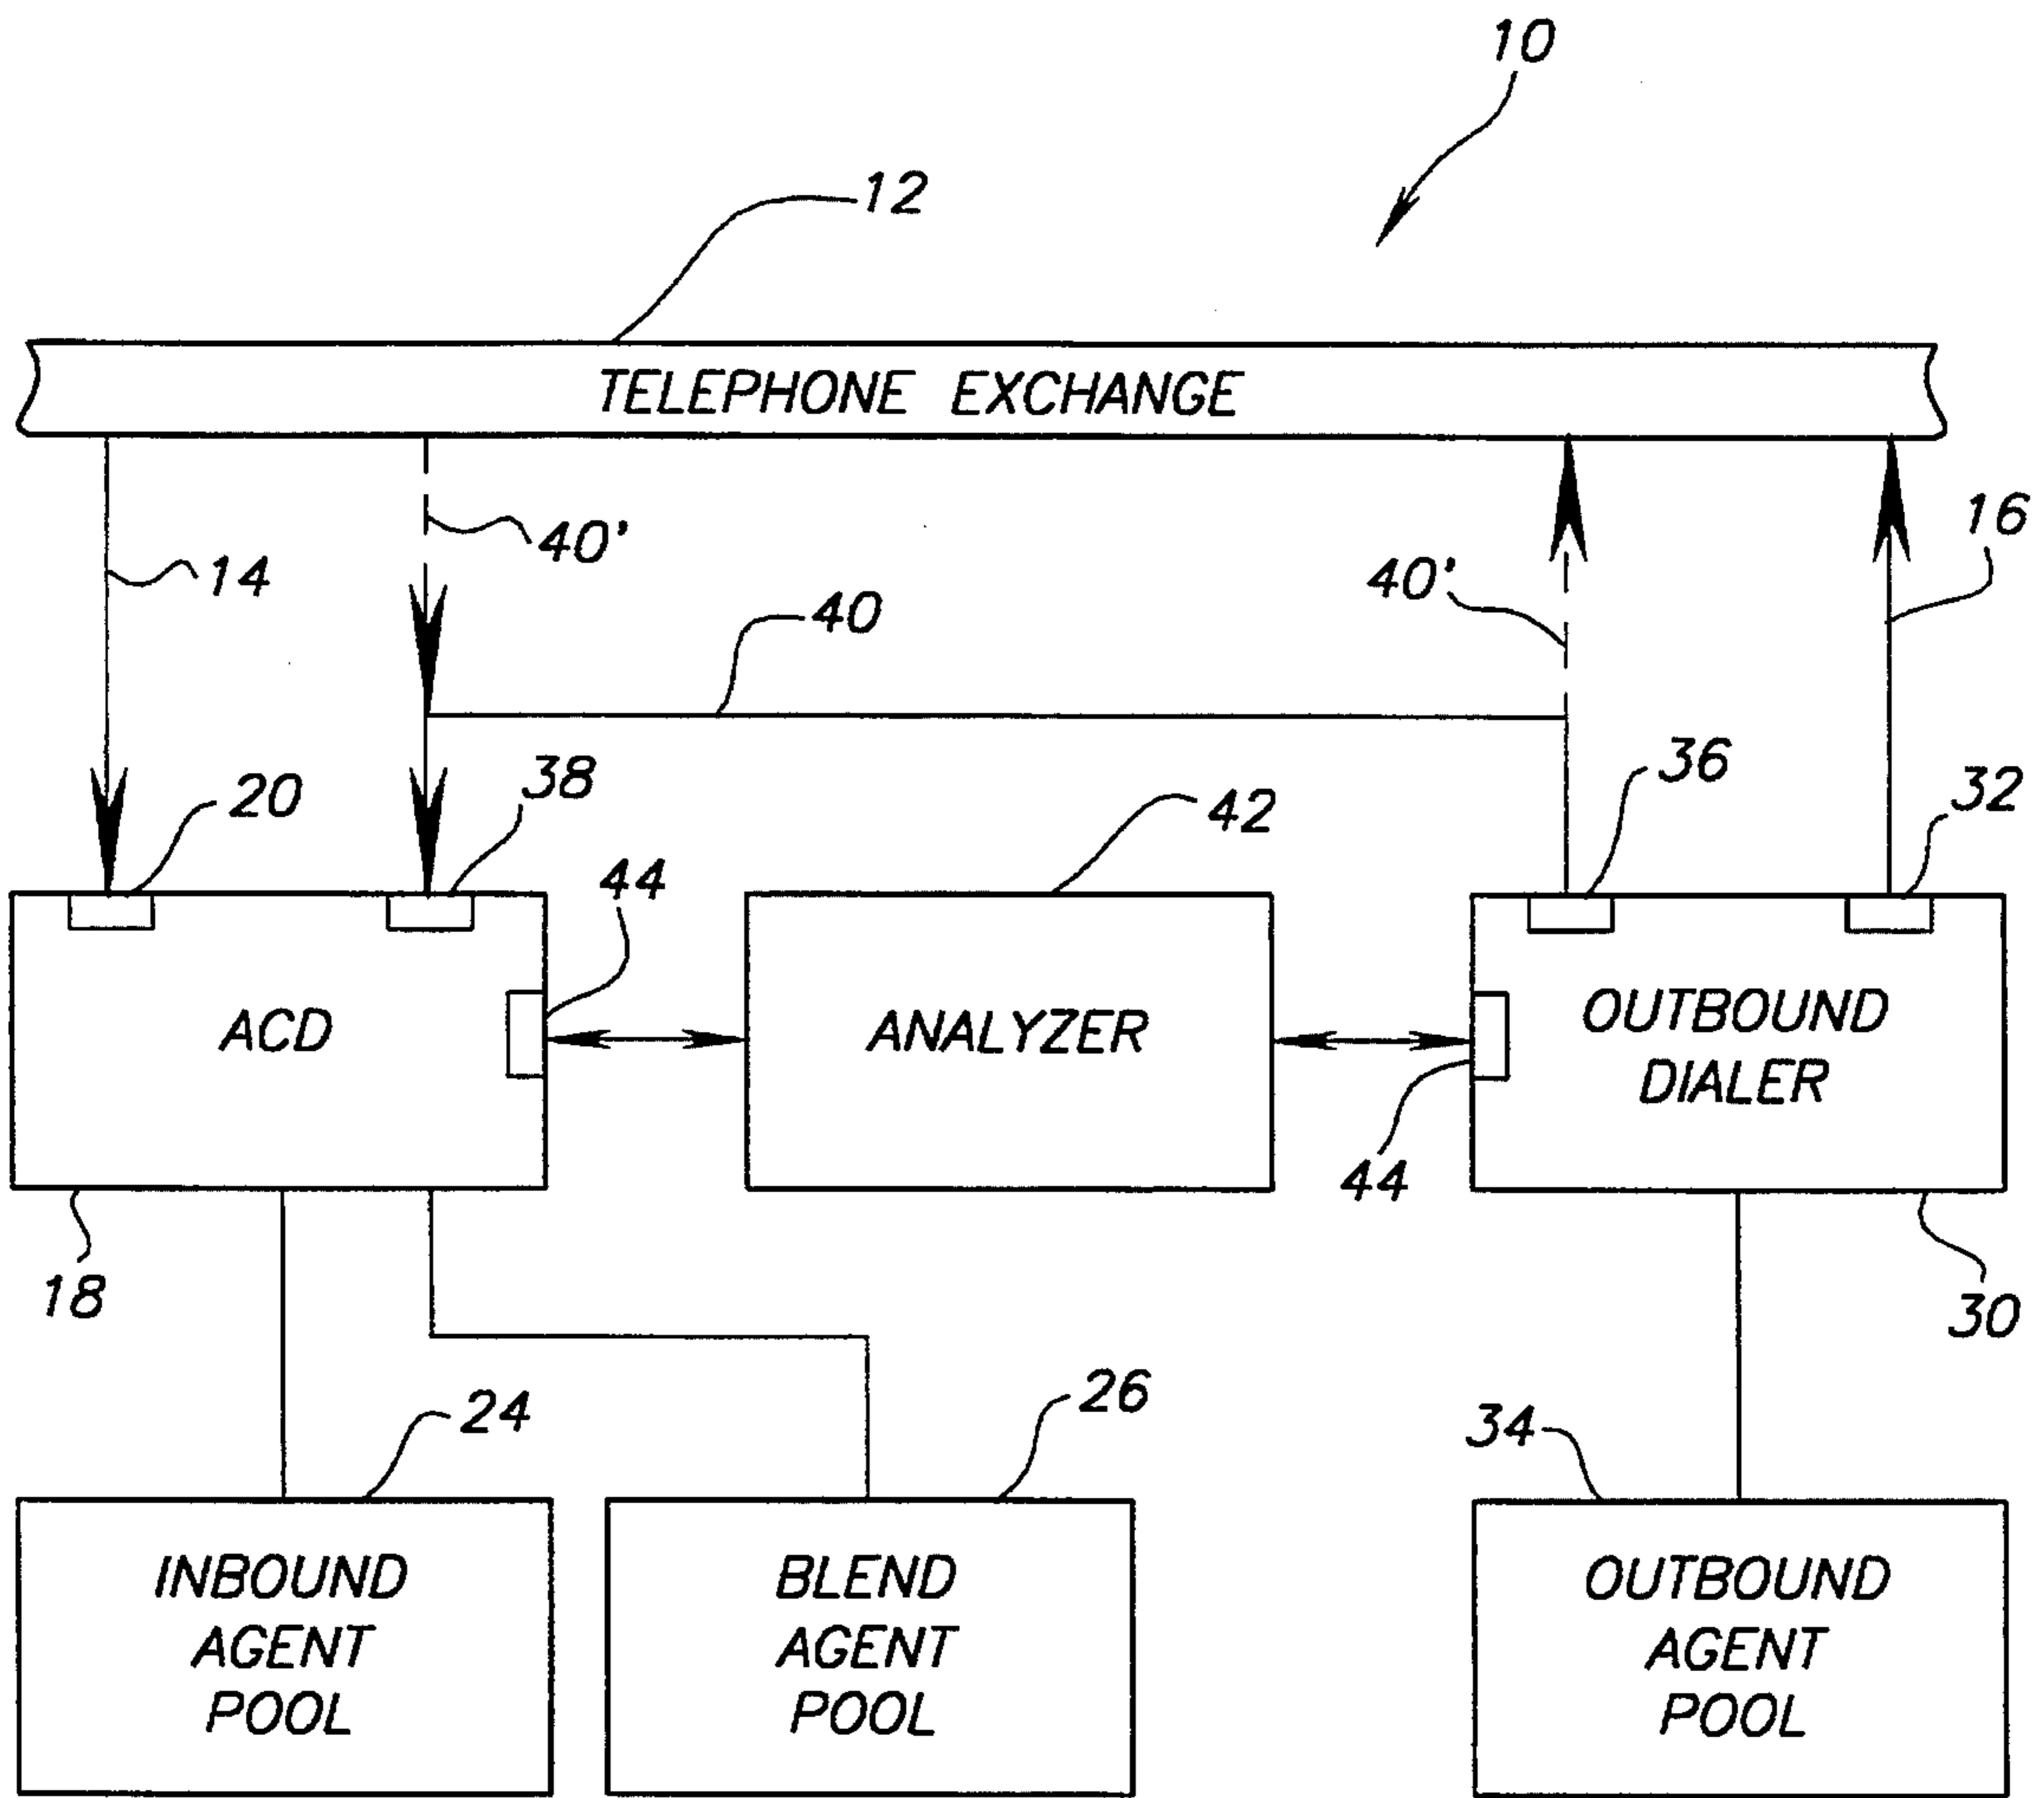 10
12
TELEPHONE EXCHANGE
14
40'
40
40'
16
20
38
44
42
36
32
ACD
ANALYZER
OUTBOUND
DIALER
44
18
30
24
26
34
INBOUND
AGENT
POOL
BLEND
AGENT
POOL
OUTBOUND
AGENT
POOL